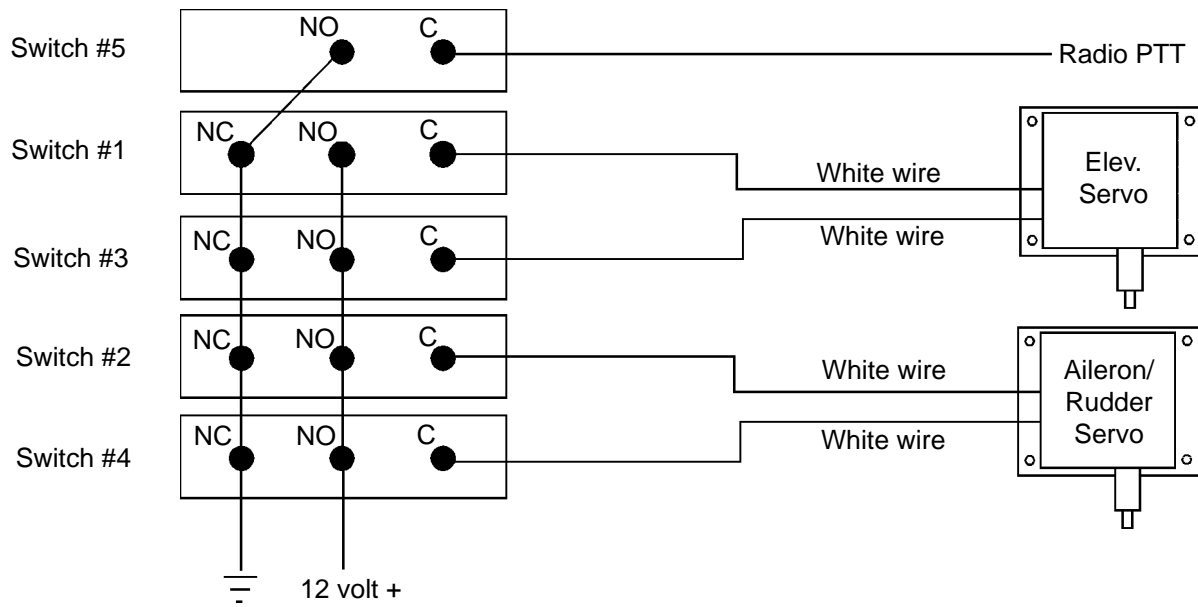 Switch #5 NO C Radio PTT
Switch #1 NC NO C White wire Elev.
Servo
Switch #3 NC NO C White wire
Switch #2 NC NO C White wire Aileron/
Rudder
Servo
Switch #4 NC NO C White wire
12 volt +